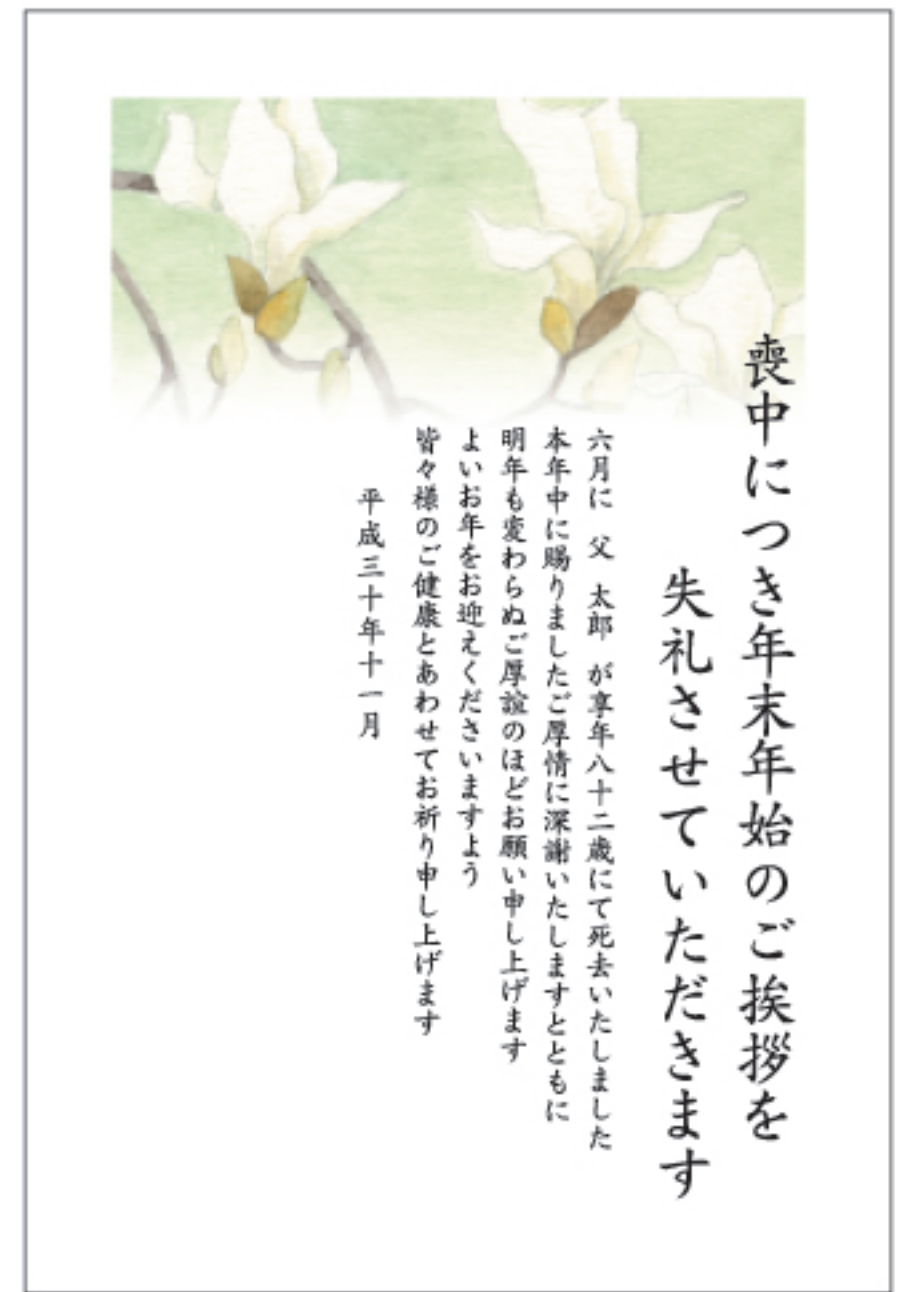 喪中につき年末年始のご挨拶を
失礼させていただきます
六月に　父　太郎　が享年八十二歳にて死去いたしました
本年中に賜りましたご厚情に深謝いたしますとともに
明年も変わらぬご厚誼のほどお願い申し上げます
よいお年をお迎えくださいますよう
皆々様のご健康とあわせてお祈り申し上げます
平成三十年十一月